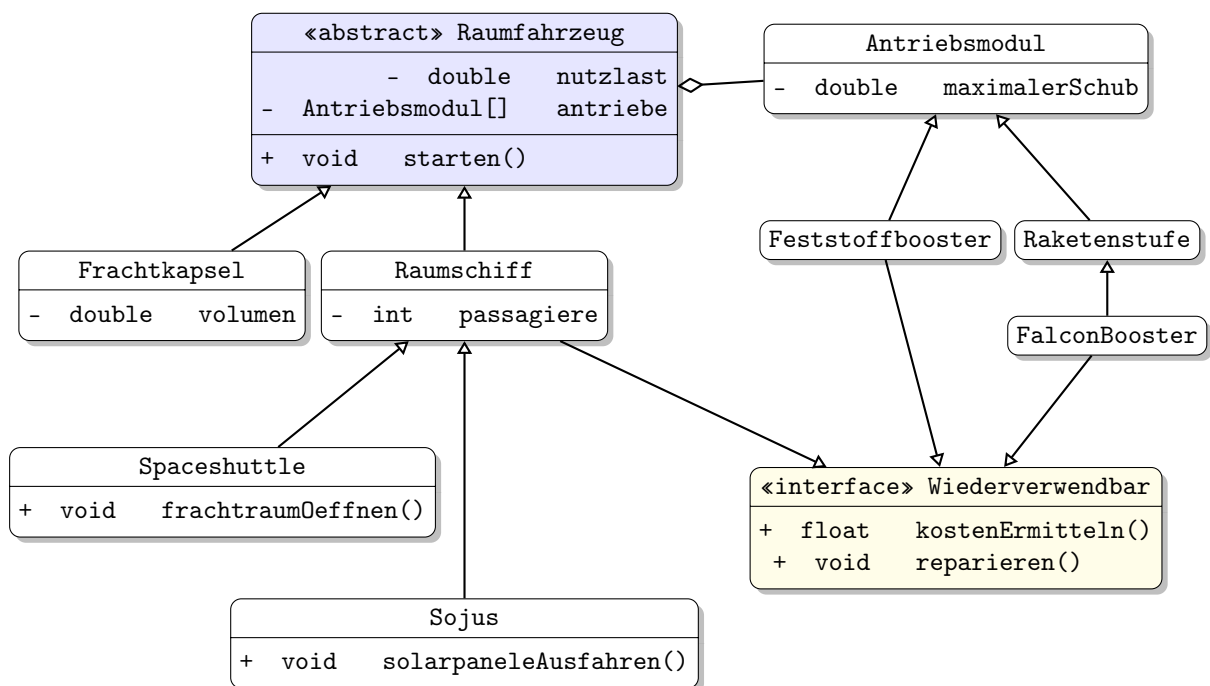 «abstract» Raumfahrzeug
- double nutzlast
- Antriebsmodul[] antriebe
+ void starten()
Antriebsmodul
- double maximalerSchub
Feststoffbooster
Raketenstufe
Frachtkapsel
- double volumen
Raumschiff
- int passagiere
FalconBooster
Spaceshuttle
+ void frachtraumOeffnen()
«interface» Wiederverwendbar
+ float kostenErmitteln()
+ void reparieren()
Sojus
+ void solarpaneleAusfahren()